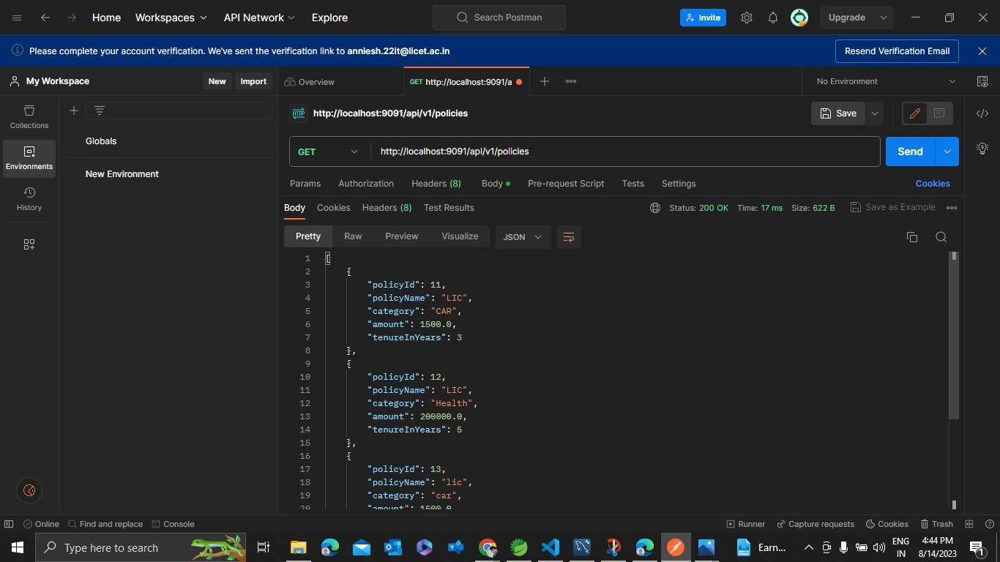 Home Workspaces API Network Explore Search Postman Invite Upgrade
Please complete your account verification. We've sent the verification link to anniesh.22it@licet.ac.in Resend Verification Email
My Workspace New Import Overview GET http://localhost:9091/a No Environment
Collections
Environments
History
Globals
New Environment
HTTP http://localhost:9091/api/v1/policies Save
GET http://localhost:9091/api/v1/policies Send
Params Authorization Headers (8) Body Pre-request Script Tests Settings Cookies
Body Cookies Headers (8) Test Results Status: 200 OK Time: 17 ms Size: 622 B Save as Example
Pretty Raw Preview Visualize JSON
1 [
2 {
3 "policyId": 11,
4 "policyName": "LIC",
5 "category": "CAR",
6 "amount": 1500.0,
7 "tenureInYears": 3
8 },
9 {
10 "policyId": 12,
11 "policyName": "LIC",
12 "category": "Health",
13 "amount": 200000.0,
14 "tenureInYears": 5
15 },
16 {
17 "policyId": 13,
18 "policyName": "lic",
19 "category": "car",
20 "amount": 1500.0
Online Find and replace Console Runner Capture requests Cookies Trash
Type here to search Earn... ENG 4:44 PM
IN 8/14/2023 1